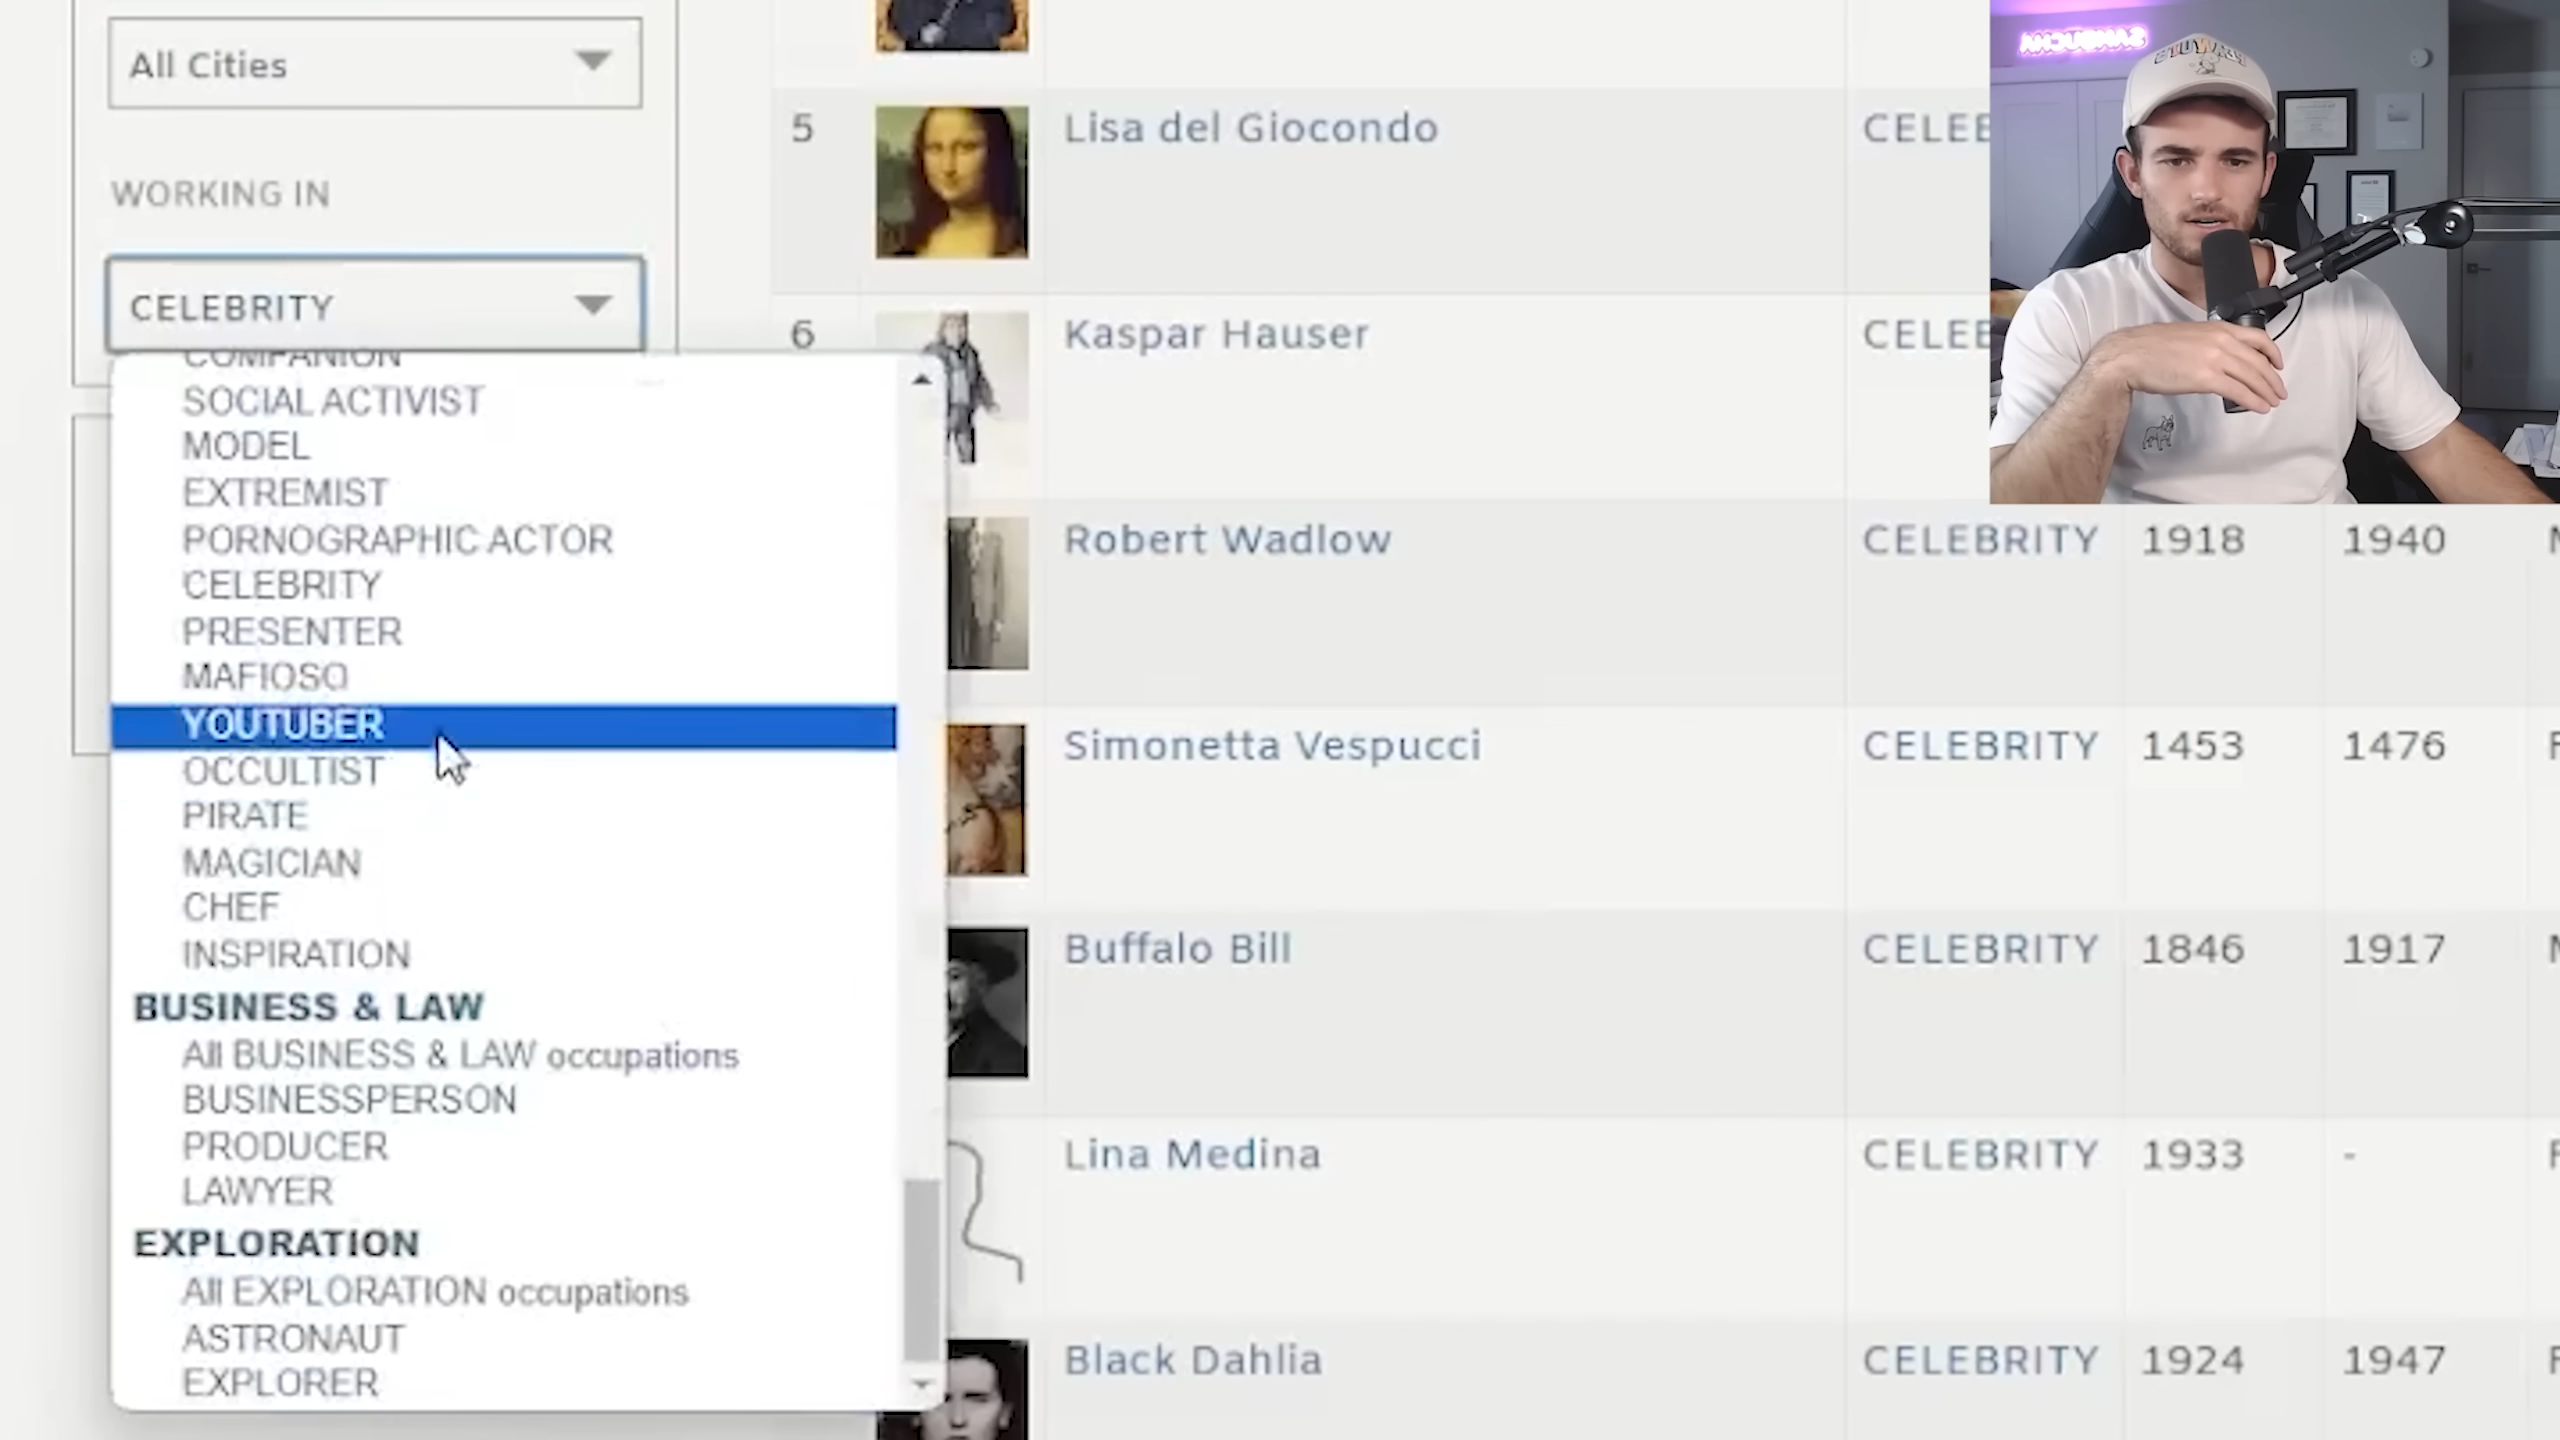 All Cities
WORKING IN
CELEBRITY
COMPANION
SOCIAL ACTIVIST
MODEL
EXTREMIST
PORNOGRAPHIC ACTOR
CELEBRITY
PRESENTER
MAFIOSO
YOUTUBER
OCCULTIST
PIRATE
MAGICIAN
CHEF
INSPIRATION
BUSINESS & LAW
All BUSINESS & LAW occupations
BUSINESSPERSON
PRODUCER
LAWYER
EXPLORATION
All EXPLORATION occupations
ASTRONAUT
EXPLORER
5 Lisa del Giocondo CELEB
6 Kaspar Hauser CELEB
Robert Wadlow CELEBRITY 1918 1940 M
Simonetta Vespucci CELEBRITY 1453 1476 F
Buffalo Bill CELEBRITY 1846 1917 M
Lina Medina CELEBRITY 1933 - F
Black Dahlia CELEBRITY 1924 1947 F